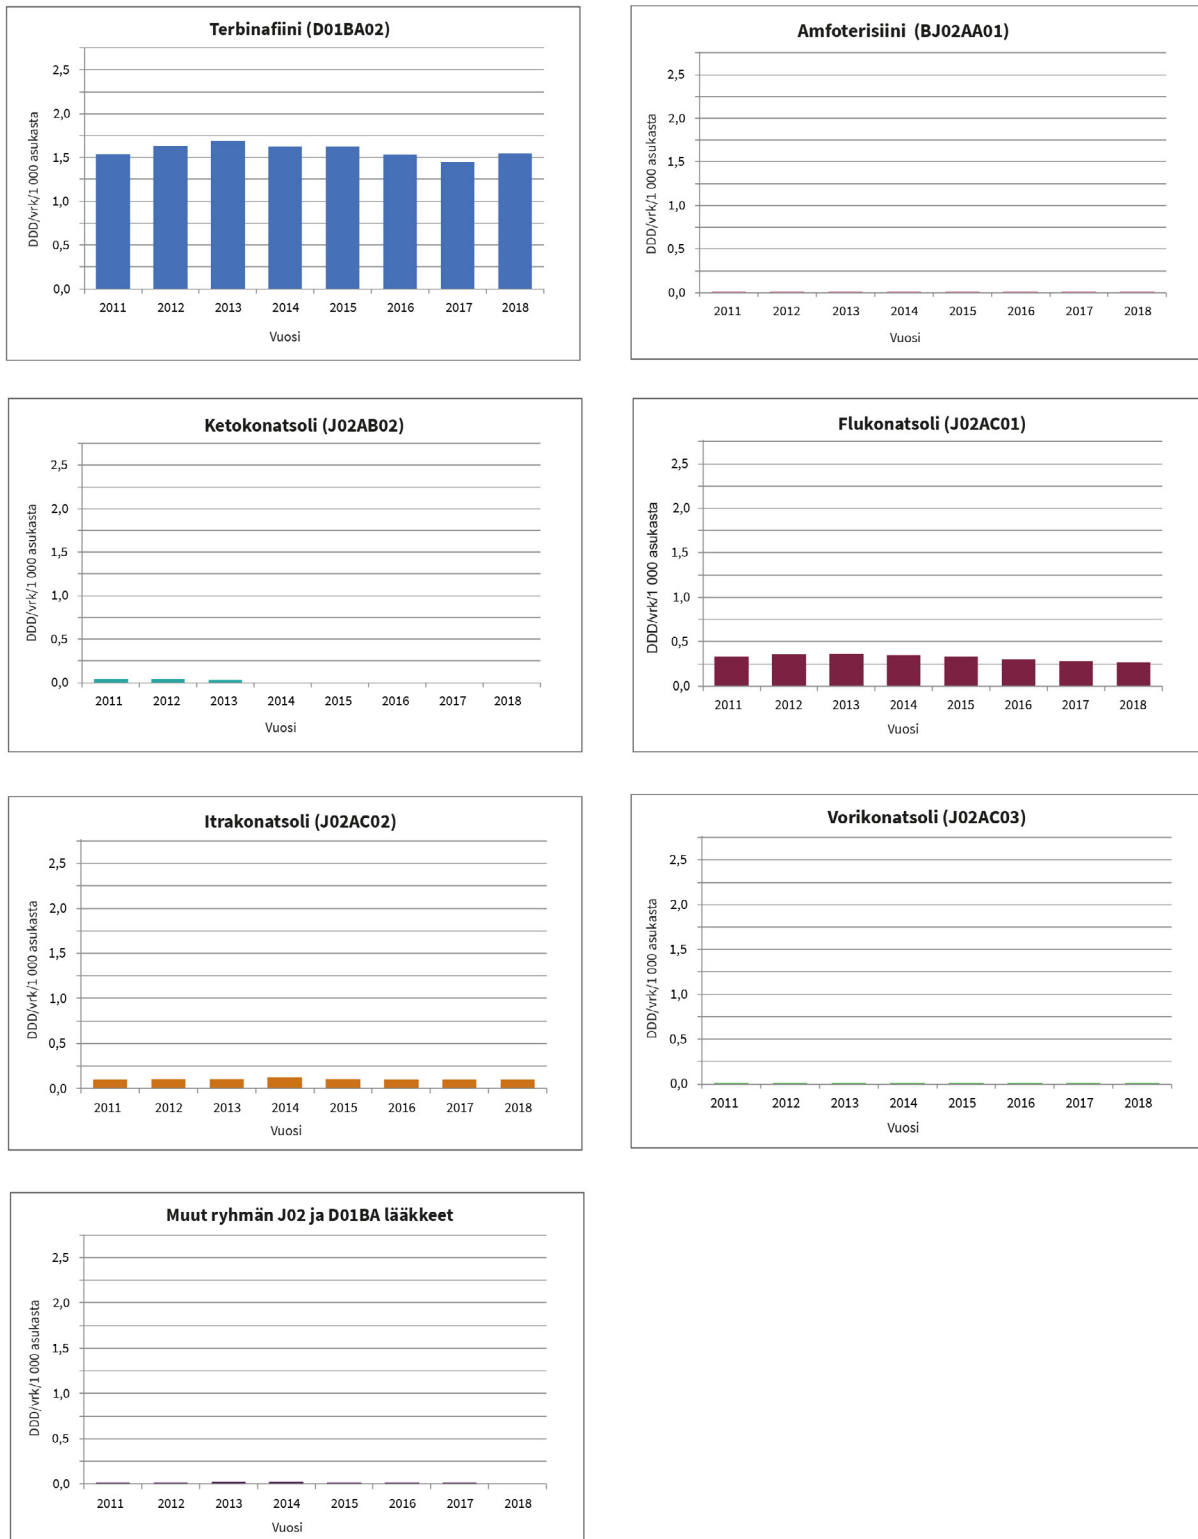 Terbinafiini (D01BA02)
DDD/vrk/1 000 asukasta
2,5
2,0
1,5
1,0
0,5
0,0
2011 2012 2013 2014 2015 2016 2017 2018
Vuosi
Amfoterisiini (BJ02AA01)
DDD/vrk/1 000 asukasta
2,5
2,0
1,5
1,0
0,5
0,0
2011 2012 2013 2014 2015 2016 2017 2018
Vuosi
Ketokonatsoli (J02AB02)
DDD/vrk/1 000 asukasta
2,5
2,0
1,5
1,0
0,5
0,0
2011 2012 2013 2014 2015 2016 2017 2018
Vuosi
Flukonatsoli (J02AC01)
DDD/vrk/1 000 asukasta
2,5
2,0
1,5
1,0
0,5
0,0
2011 2012 2013 2014 2015 2016 2017 2018
Vuosi
Itrakonatsoli (J02AC02)
DDD/vrk/1 000 asukasta
2,5
2,0
1,5
1,0
0,5
0,0
2011 2012 2013 2014 2015 2016 2017 2018
Vuosi
Vorikonatsoli (J02AC03)
DDD/vrk/1 000 asukasta
2,5
2,0
1,5
1,0
0,5
0,0
2011 2012 2013 2014 2015 2016 2017 2018
Vuosi
Muut ryhmän J02 ja D01BA lääkkeet
DDD/vrk/1 000 asukasta
2,5
2,0
1,5
1,0
0,5
0,0
2011 2012 2013 2014 2015 2016 2017 2018
Vuosi